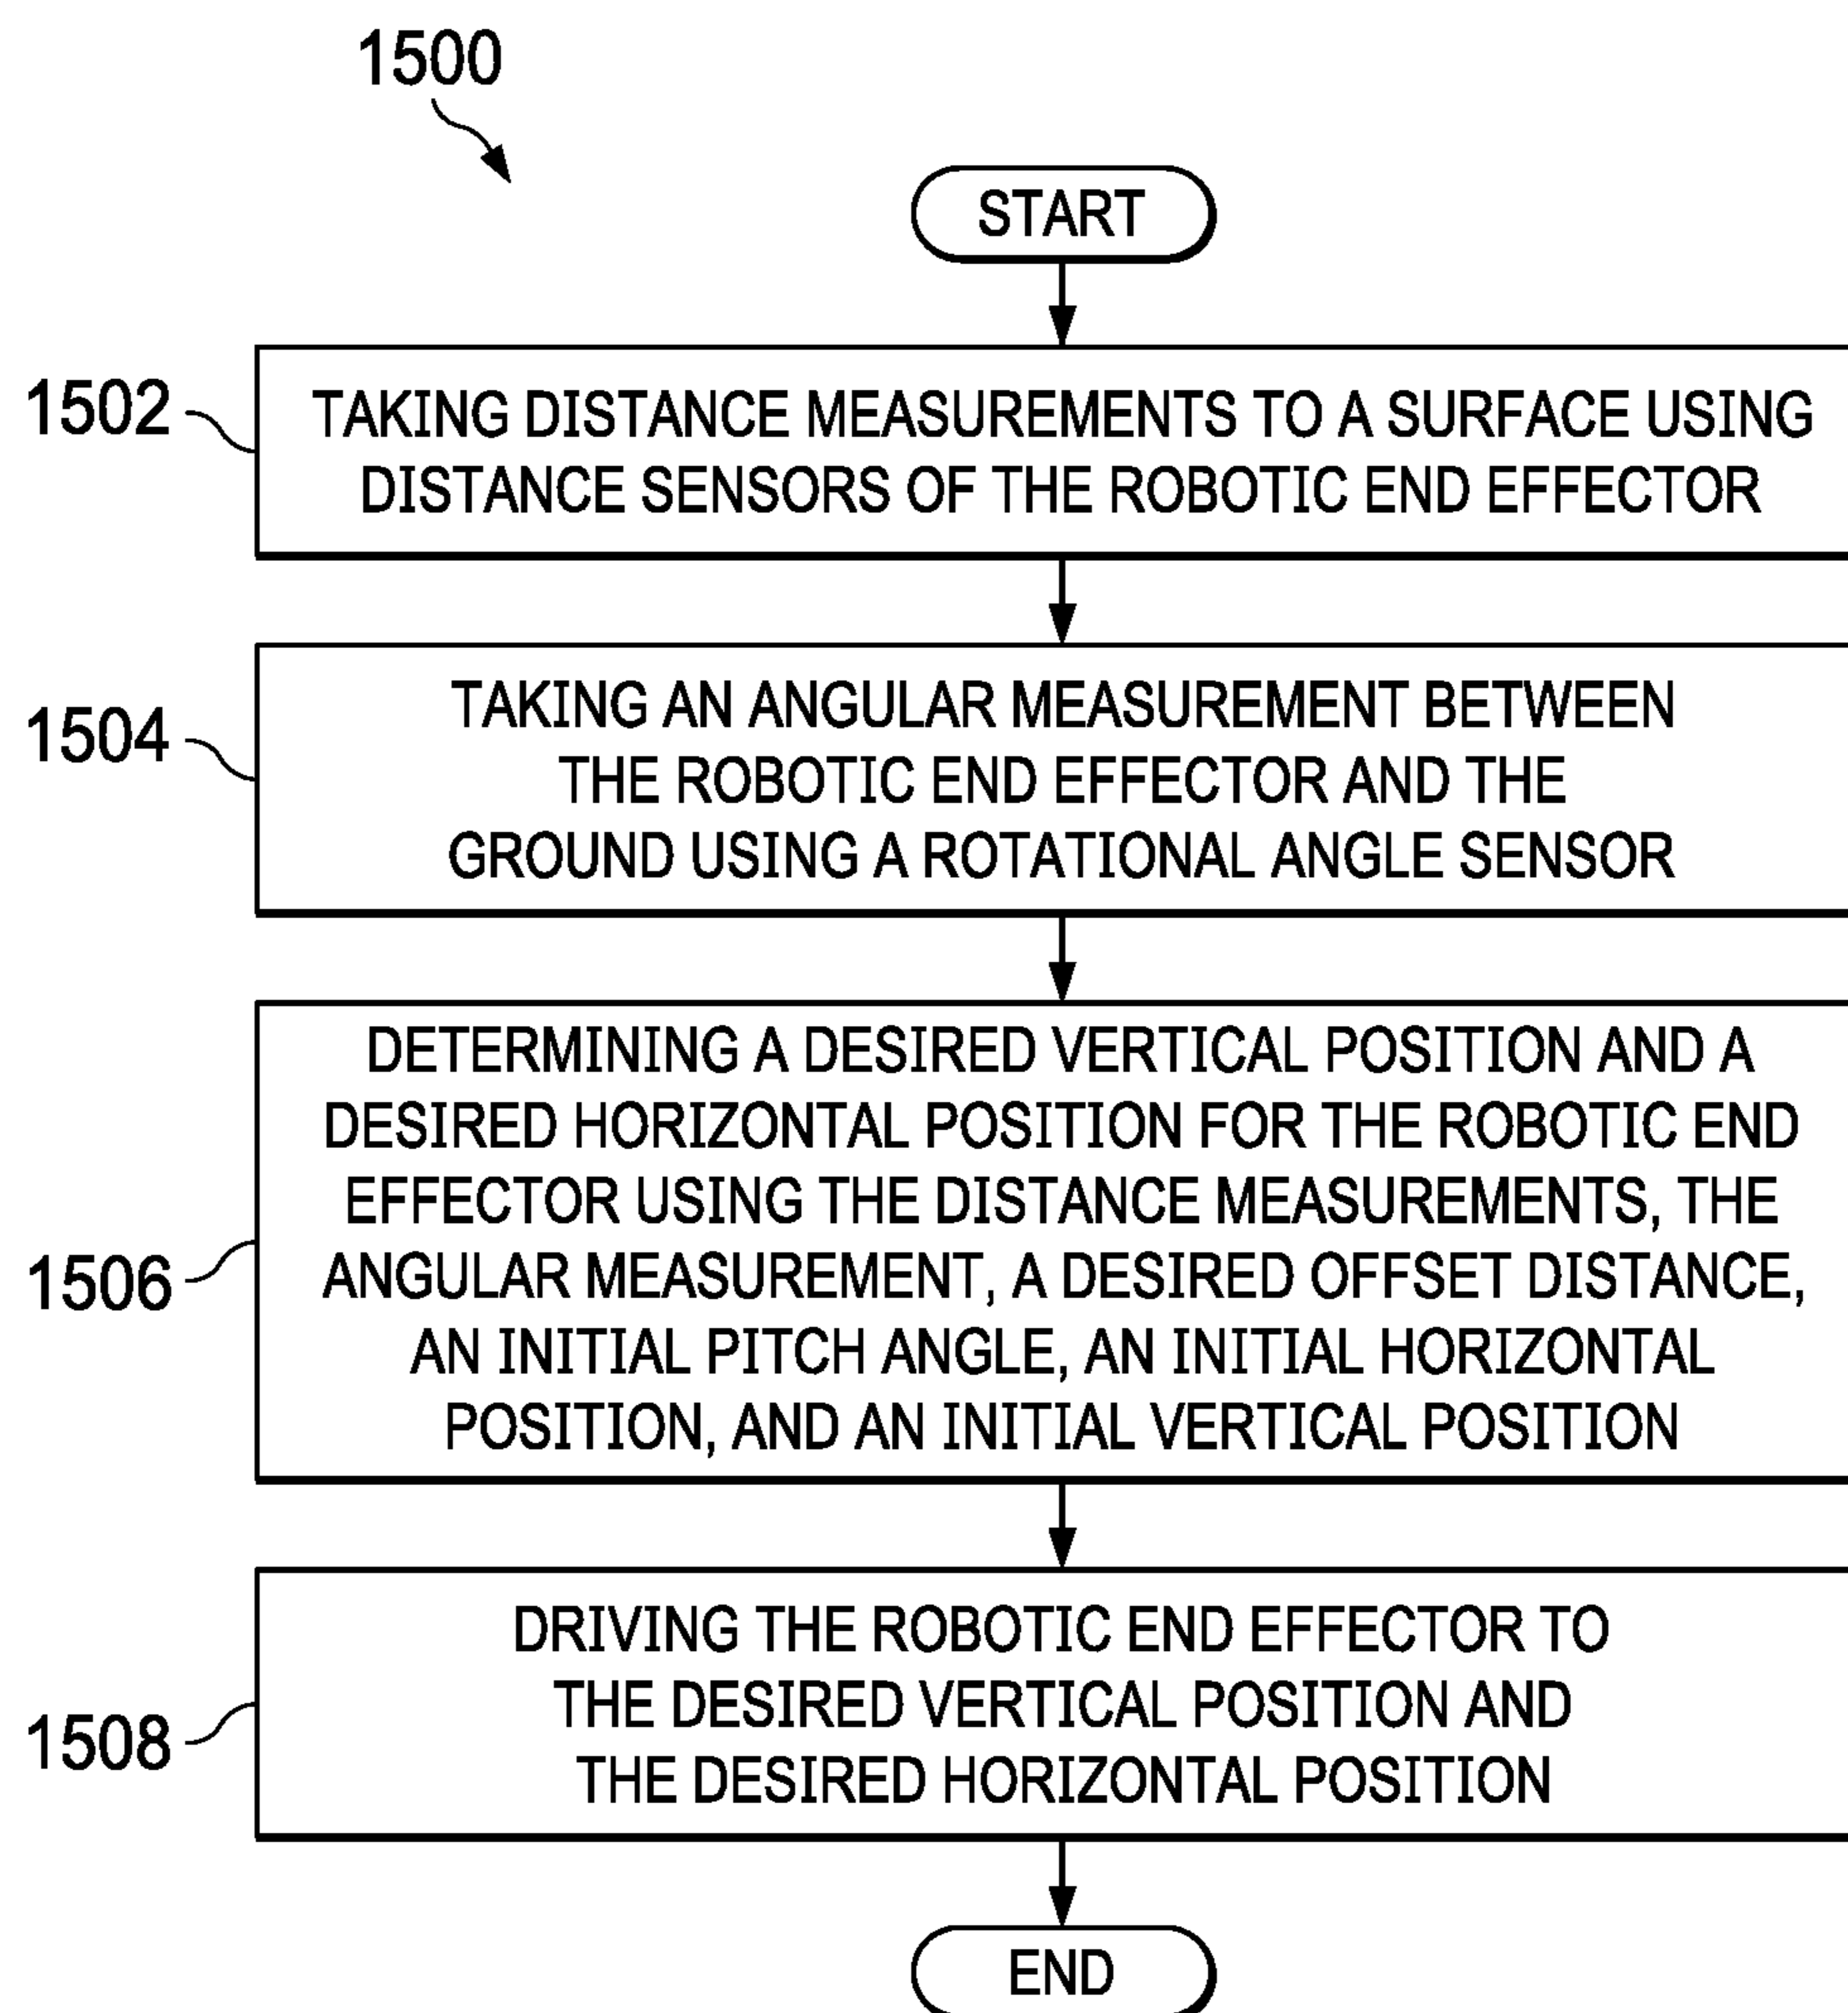 1500
START
1502
TAKING DISTANCE MEASUREMENTS TO A SURFACE USING
DISTANCE SENSORS OF THE ROBOTIC END EFFECTOR
1504
TAKING AN ANGULAR MEASUREMENT BETWEEN
THE ROBOTIC END EFFECTOR AND THE
GROUND USING A ROTATIONAL ANGLE SENSOR
1506
DETERMINING A DESIRED VERTICAL POSITION AND A
DESIRED HORIZONTAL POSITION FOR THE ROBOTIC END
EFFECTOR USING THE DISTANCE MEASUREMENTS, THE
ANGULAR MEASUREMENT, A DESIRED OFFSET DISTANCE,
AN INITIAL PITCH ANGLE, AN INITIAL HORIZONTAL
POSITION, AND AN INITIAL VERTICAL POSITION
1508
DRIVING THE ROBOTIC END EFFECTOR TO
THE DESIRED VERTICAL POSITION AND
THE DESIRED HORIZONTAL POSITION
END